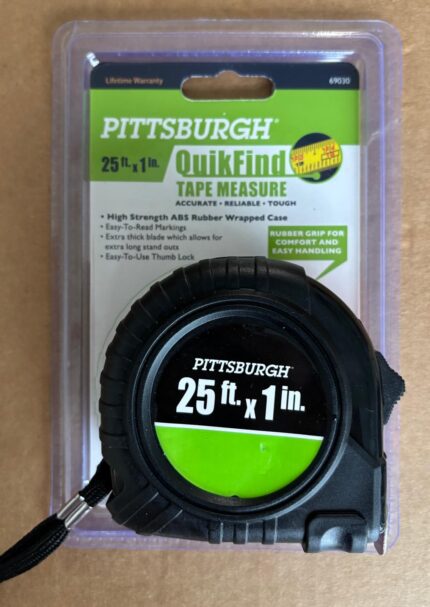 Lifetime Warranty
69030
PITTSBURGH®
25 ft. x 1 in.
QuikFind
TAPE MEASURE
ACCURATE • RELIABLE • TOUGH
• High Strength ABS Rubber Wrapped Case
• Easy-To-Read Markings
• Extra thick blade which allows for
extra long stand outs
• Easy-To-Use Thumb Lock
RUBBER GRIP FOR
COMFORT AND
EASY HANDLING
PITTSBURGH™
25 ft. x 1 in.